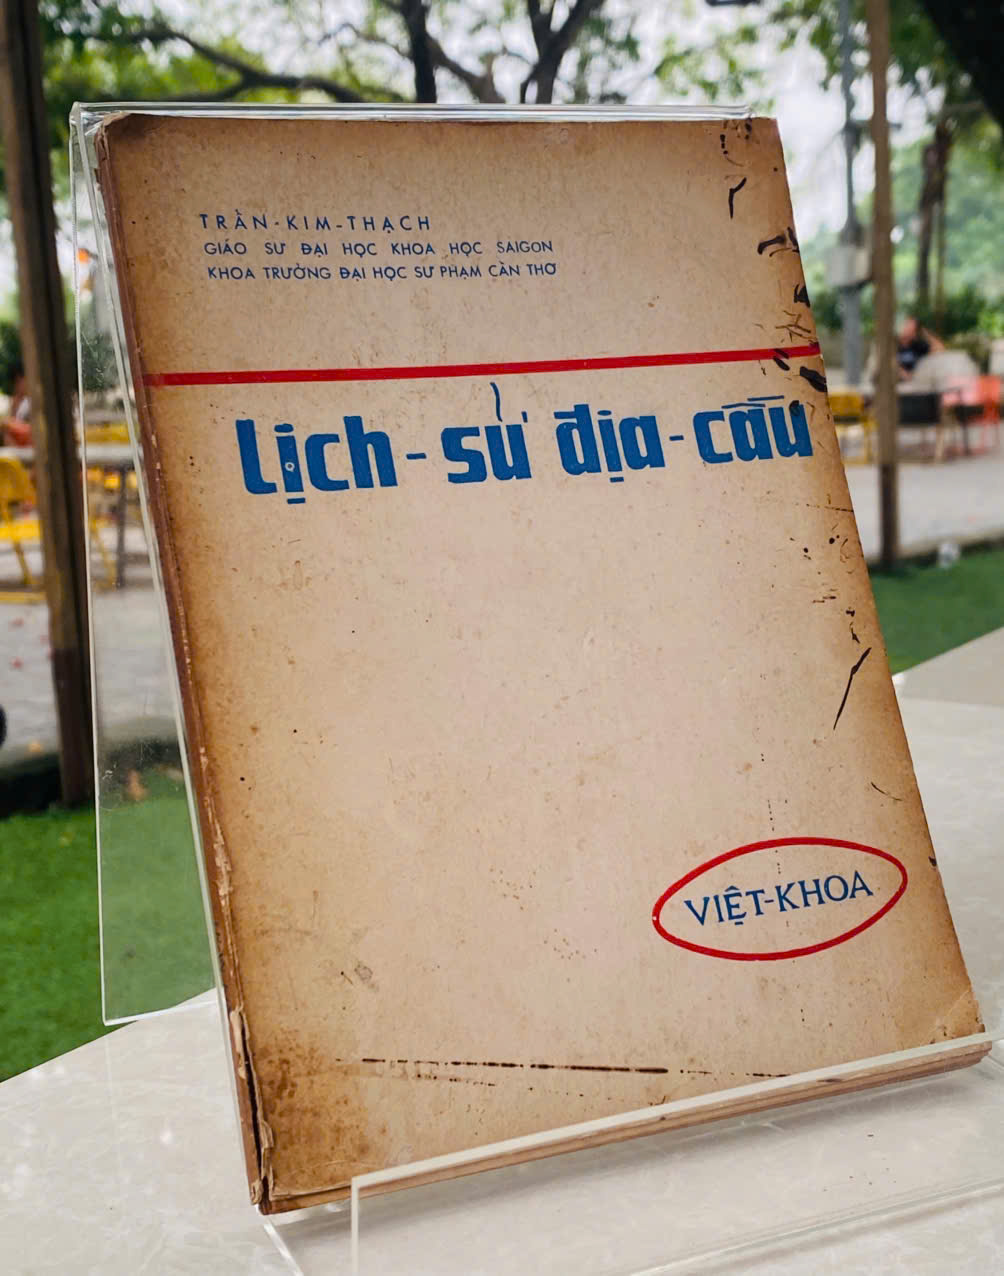 TRẦN-KIM-THẠCH
GIÁO SƯ ĐẠI HỌC KHOA HỌC SAIGON
KHOA TRƯỞNG ĐẠI HỌC SƯ PHẠM CẦN THƠ
Lịch-sử địa-cầu
VIỆT-KHOA